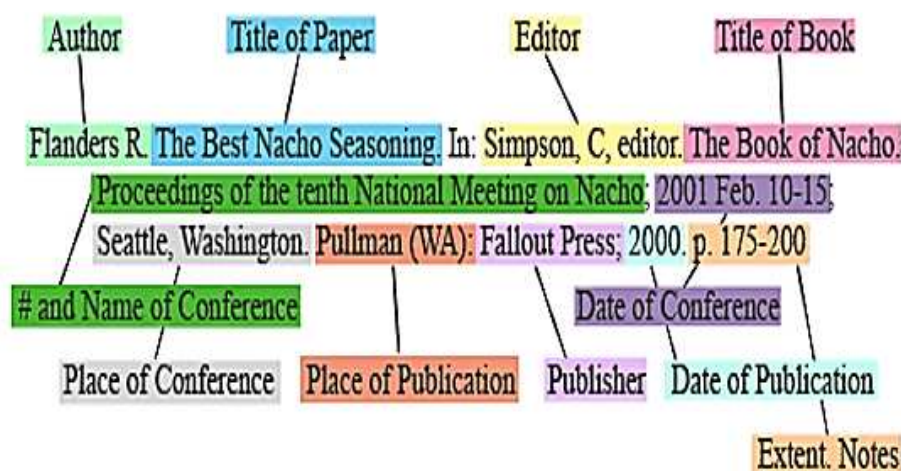 Author Title of Paper Editor Title of Book
Flanders R. The Best Nacho Seasoning. In: Simpson, C, editor. The Book of Nacho.
Proceedings of the tenth National Meeting on Nacho; 2001 Feb. 10-15;
Seattle, Washington. Pullman (WA): Fallout Press; 2000. p. 175-200
# and Name of Conference Date of Conference
Place of Conference Place of Publication Publisher Date of Publication
Extent. Notes